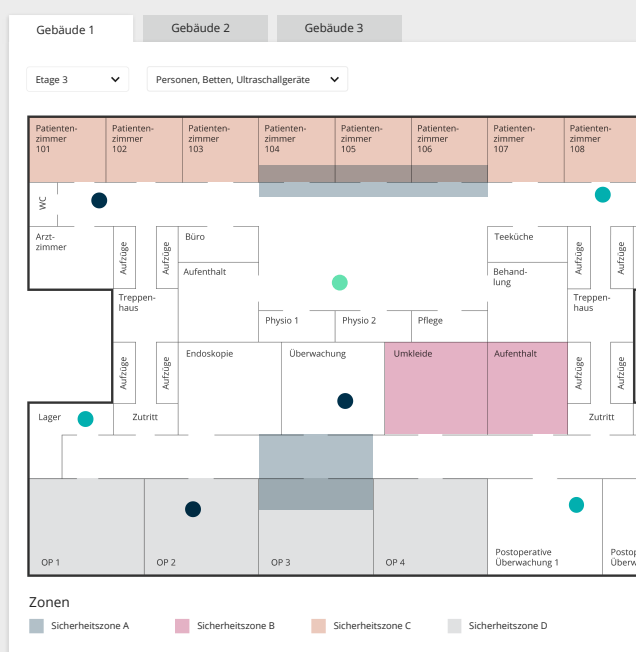 Gebäude 1
Gebäude 2
Gebäude 3
Etage 3
Personen, Betten, Ultraschallgeräte
Patienten-
zimmer
101
Patienten-
zimmer
102
Patienten-
zimmer
103
Patienten-
zimmer
104
Patienten-
zimmer
105
Patienten-
zimmer
106
Patienten-
zimmer
107
Patienten-
zimmer
108
WC
Arzt-
zimmer
Aufzüge
Aufzüge
Büro
Aufenthalt
Teeküche
Behand-
lung
Aufzüge
Aufzüge
Treppen-
haus
Treppen-
haus
Physio 1
Physio 2
Pflege
Aufzüge
Aufzüge
Endoskopie
Überwachung
Umkleide
Aufenthalt
Aufzüge
Aufzüge
Lager
Zutritt
Zutritt
OP 1
OP 2
OP 3
OP 4
Postoperative
Überwachung 1
Postop
Überw
Zonen
Sicherheitszone A
Sicherheitszone B
Sicherheitszone C
Sicherheitszone D